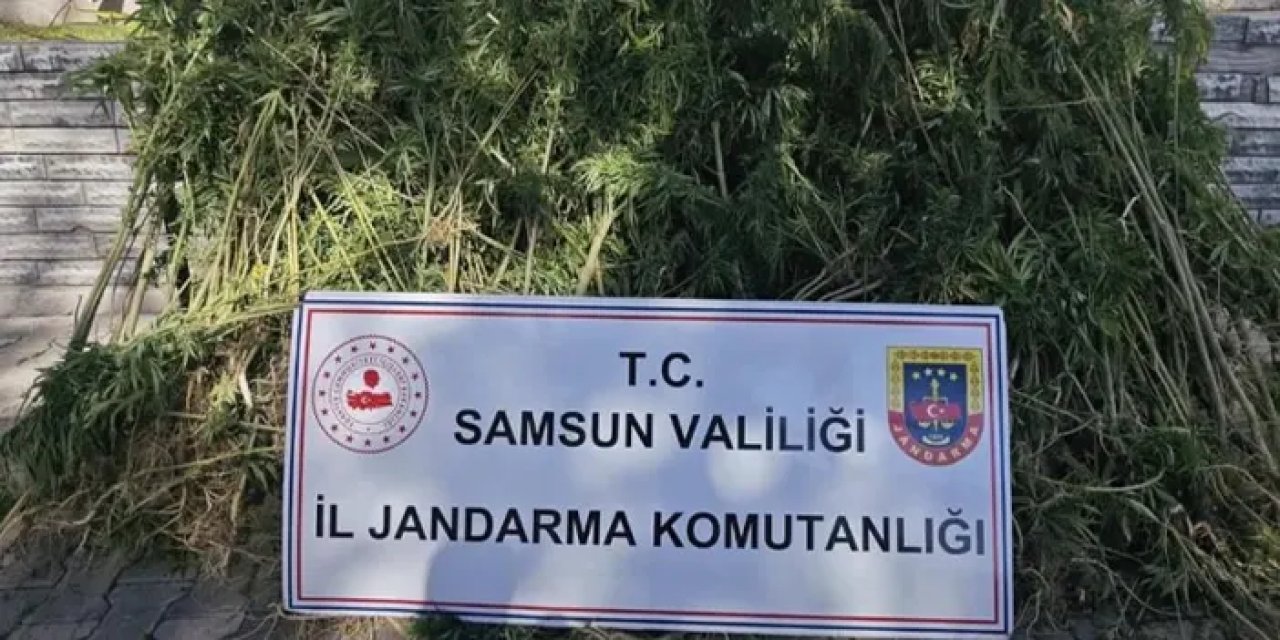 T.C.
SAMSUN VALİLİĞİ
JANDARMA
İL JANDARMA KOMUTANLIĞI